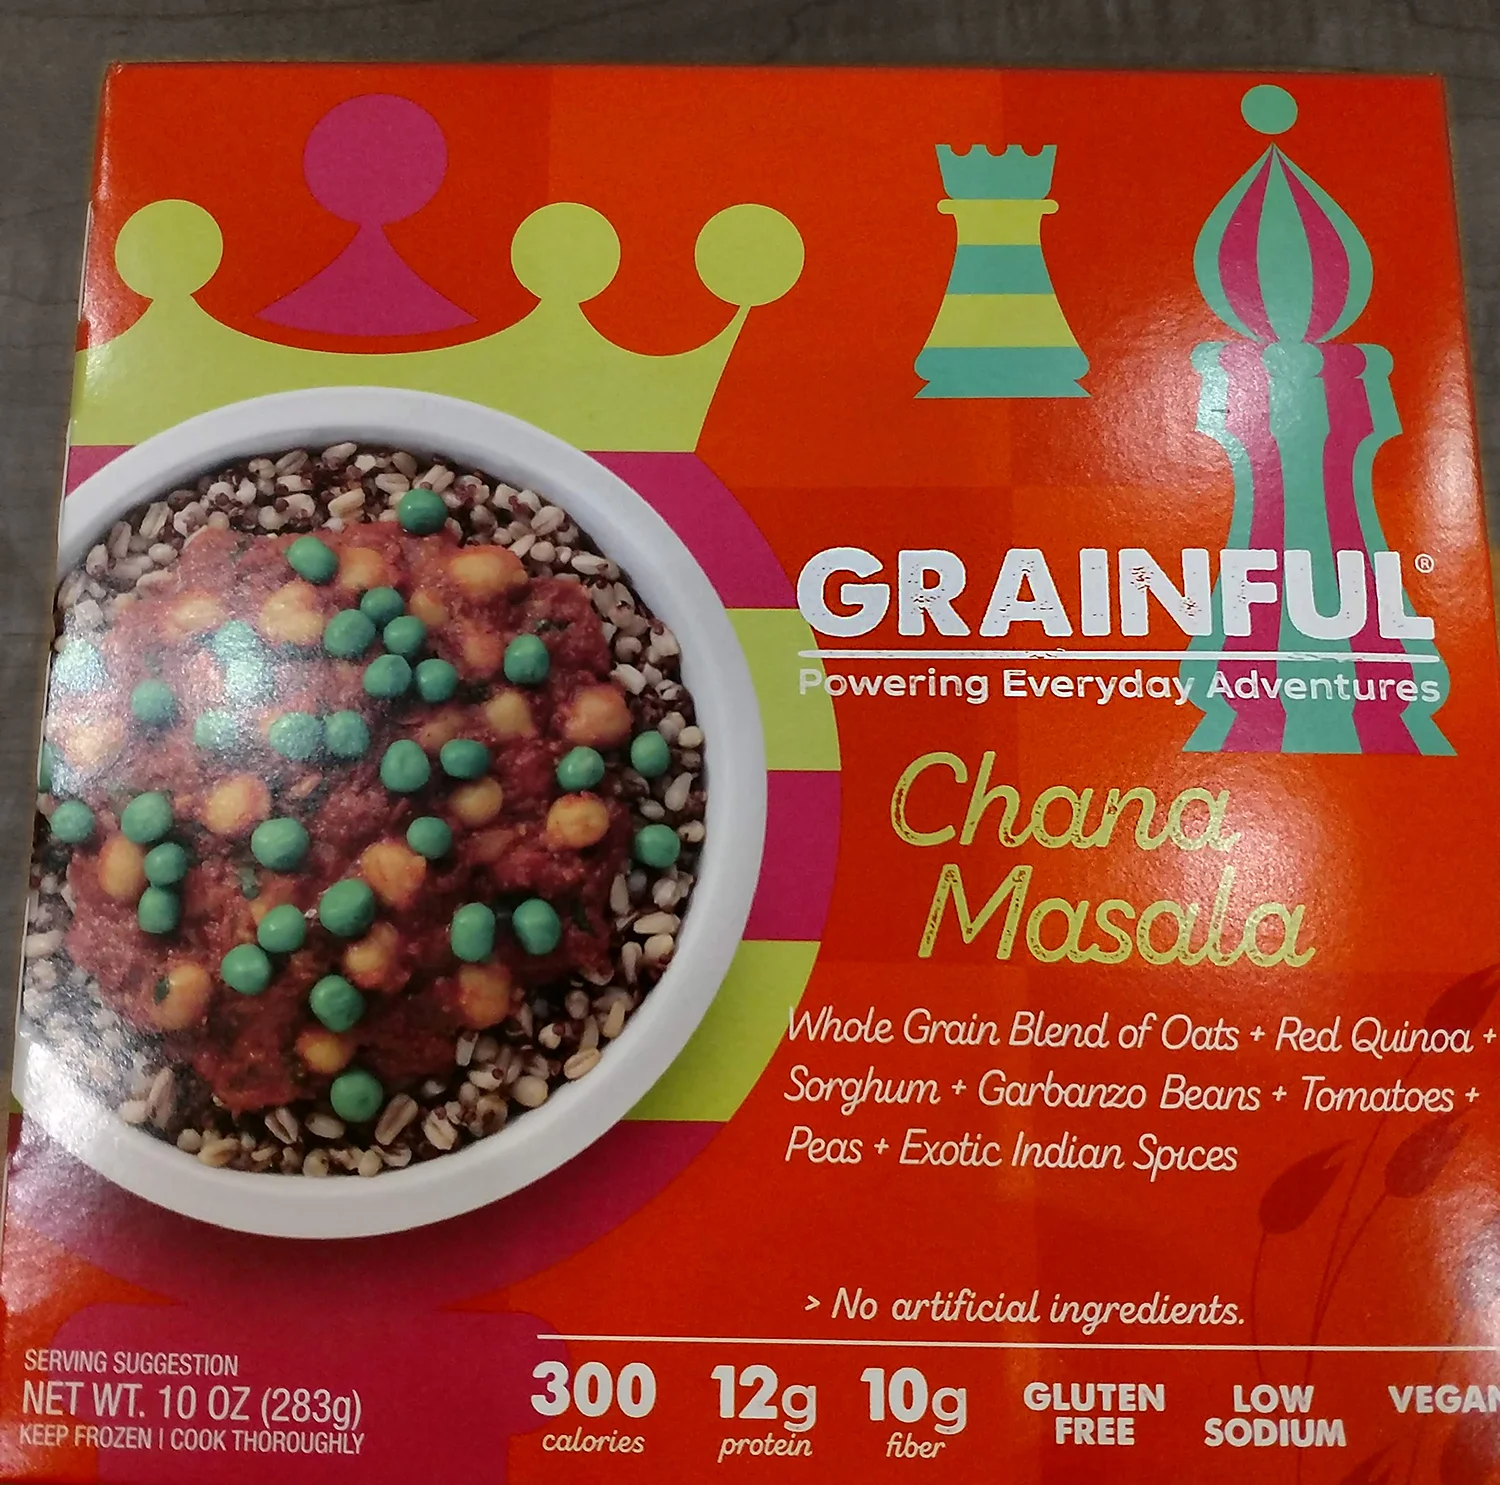 GRAINFUL®
Powering Everyday Adventures
Chana
Masala
Whole Grain Blend of Oats + Red Quinoa +
Sorghum + Garbanzo Beans + Tomatoes +
Peas + Exotic Indian Spices
> No artificial ingredients.
SERVING SUGGESTION
NET WT. 10 OZ (283g)
KEEP FROZEN | COOK THOROUGHLY
300
calories
12g
protein
10g
fiber
GLUTEN
FREE
LOW
SODIUM
VEGAN